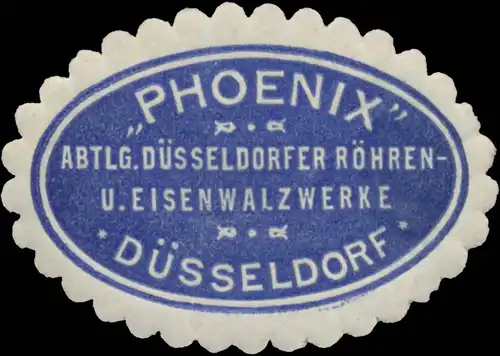 „PHOENIX”
ABTLG. DÜSSELDORFER RÖHREN-
U. EISENWALZWERKE
* DÜSSELDORF *